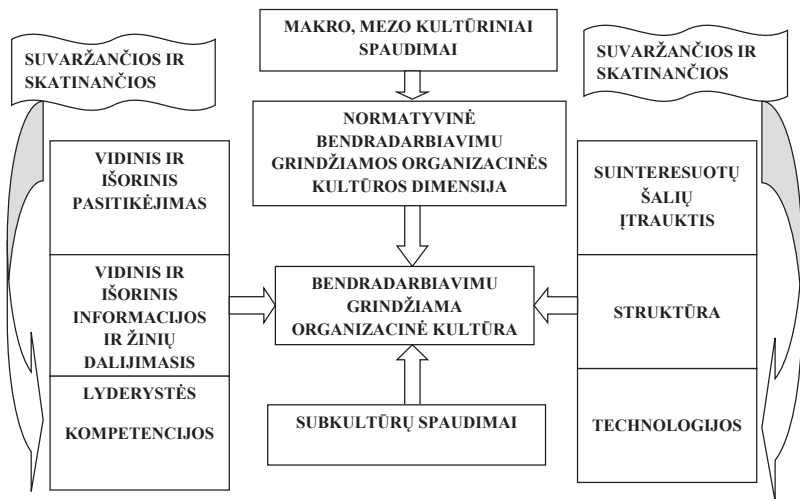 SUVARŽANČIOS IR
SKATINANČIOS
VIDINIS IR
IŠORINIS
PASITIKĖJIMAS
VIDINIS IR
IŠORINIS
INFORMACIJOS
IR ŽINIŲ
DALIJIMASIS
LYDERYSTĖS
KOMPETENCIJOS
MAKRO, MEZO KULTŪRINIAI
SPAUDIMAI
NORMATYVINĖ
BENDRADARBIAVIMU
GRINDŽIAMOS ORGANIZACINĖS
KULTŪROS DIMENSIJA
BENDRADARBIAVIMU
GRINDŽIAMA
ORGANIZACINĖ KULTŪRA
SUBKULTŪRŲ SPAUDIMAI
SUVARŽANČIOS IR
SKATINANČIOS
SUINTERESUOTŲ
ŠALIŲ
ĮTRAUKTIS
STRUKTŪRA
TECHNOLOGIJOS